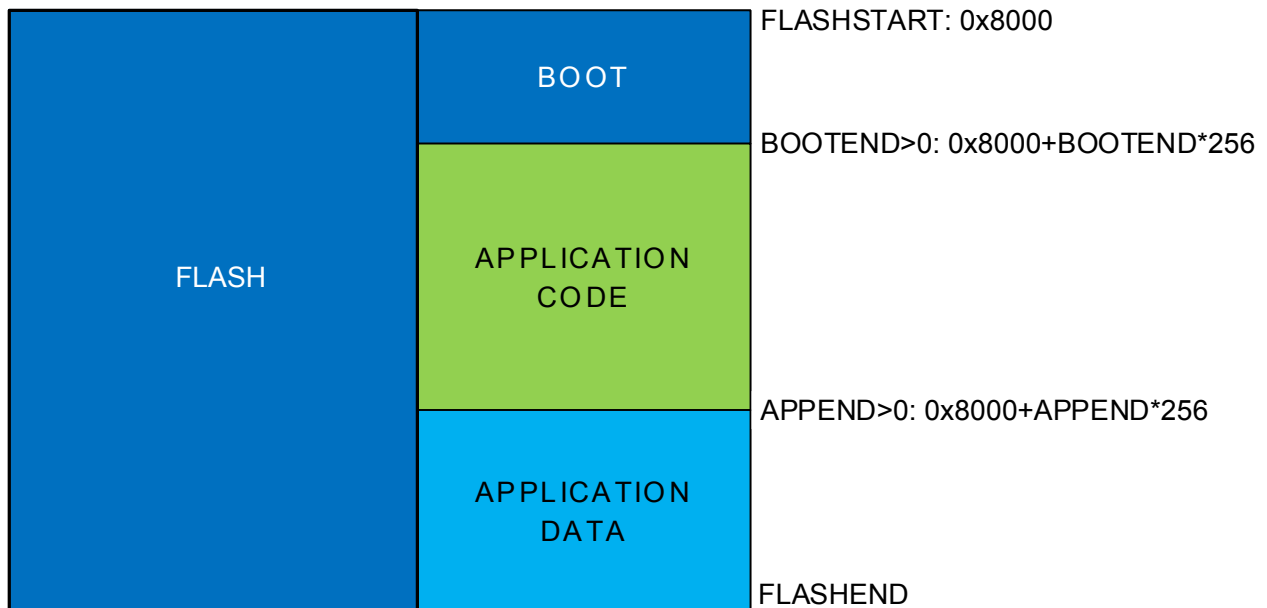 FLASHSTART: 0x8000
BOOT
BOOTEND>0: 0x8000+BOOTEND*256
FLASH
APPLICATION
CODE
APPEND>0: 0x8000+APPEND*256
APPLICATION
DATA
FLASHEND